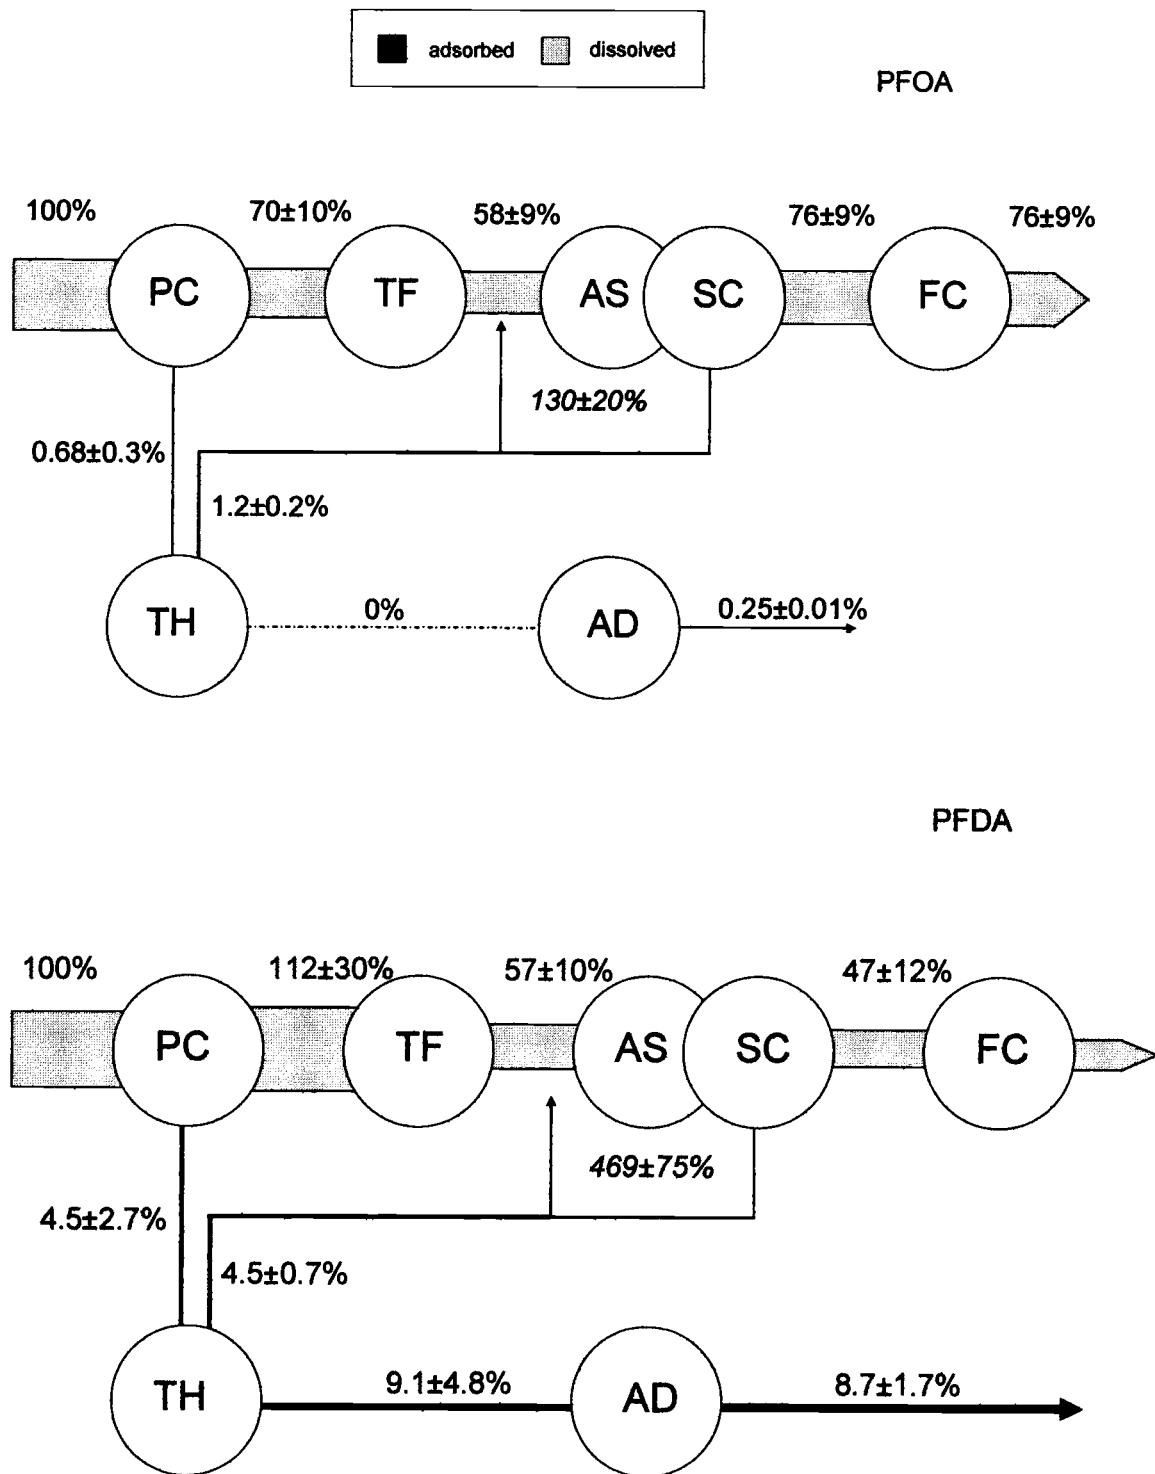 adsorbed dissolved
PFOA
100% 70±10% 58±9% 76±9% 76±9%
PC TF AS SC FC
130±20%
0.68±0.3%
1.2±0.2%
TH 0% AD 0.25±0.01%
PFDA
100% 112±30% 57±10% 47±12%
PC TF AS SC FC
469±75%
4.5±2.7%
4.5±0.7%
TH 9.1±4.8% AD 8.7±1.7%